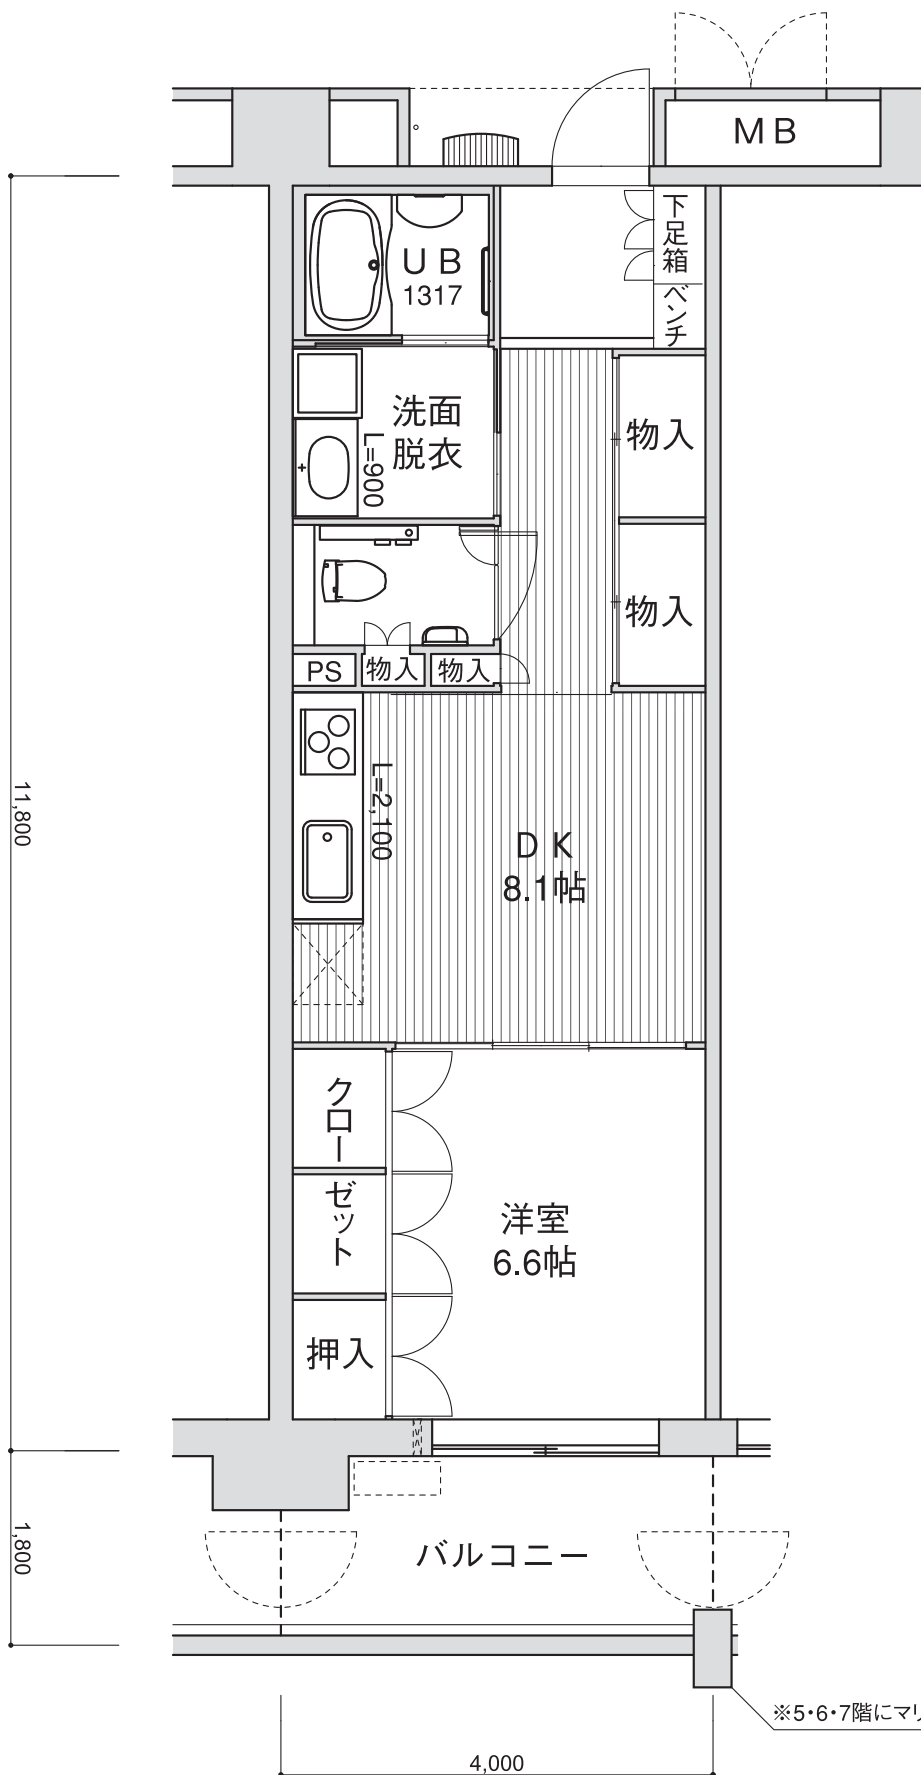 MB
下足箱
ベンチ
UB
1317
洗面
脱衣
L=900
物入
物入
PS
物入
物入
L=2,100
DK
8.1帖
11,800
クロー
ゼット
洋室
6.6帖
押入
バルコニー
1,800
※5・6・7階にマリ
4,000